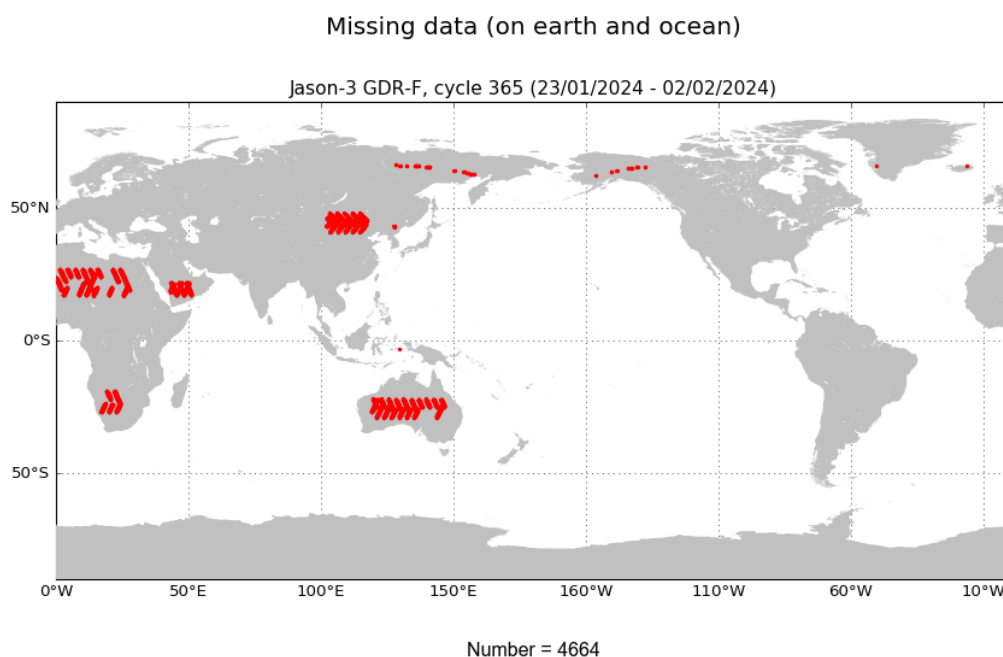 Missing data (on earth and ocean)
Jason-3 GDR-F, cycle 365 (23/01/2024 - 02/02/2024)
50°N
0°S
50°S
0°W 50°E 100°E 150°E 160°W 110°W 60°W 10°W
Number = 4664